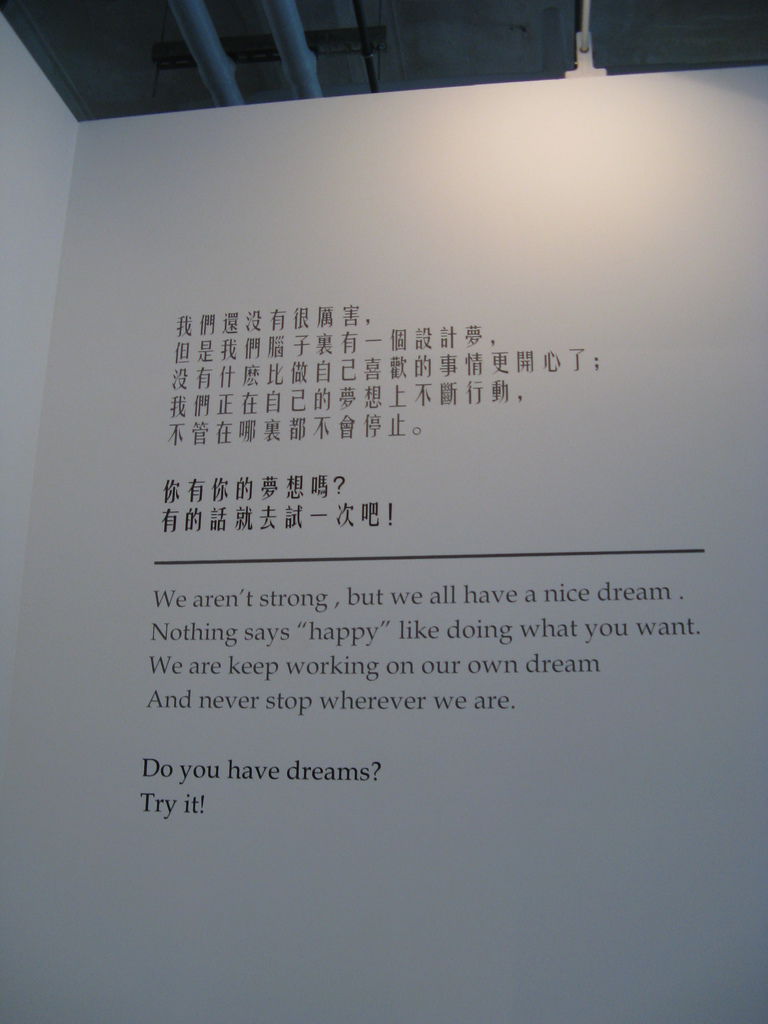 我們還没有很厲害，
但是我們腦子裏有一個設計夢，
没有什麽比做自己喜歡的事情更開心了；
我們正在自己的夢想上不斷行動，
不管在哪裏都不會停止。
你有你的夢想嗎？
有的話就去試一次吧！
We aren't strong , but we all have a nice dream .
Nothing says “happy” like doing what you want.
We are keep working on our own dream
And never stop wherever we are.
Do you have dreams?
Try it!